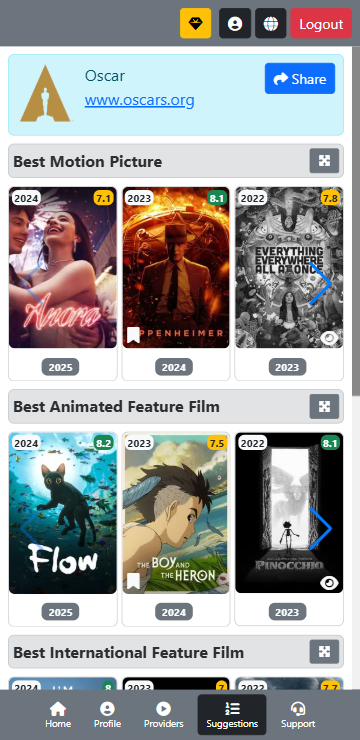 Logout
Oscar
www.oscars.org
Share
Best Motion Picture
2024 7.1 2023 8.1 2022 7.8
EVERYTHING
EVERYWHERE
ALL AT ONCE
Anora
OPPENHEIMER
2025 2024 2023
Best Animated Feature Film
2024 8.2 2023 7.5 2022 8.1
Flow
THE BOY AND
THE HERON
PINOCCHIO
2025 2024 2023
Best International Feature Film
2024 8 2023 7 2022 7.7
Home Profile Providers Suggestions Support